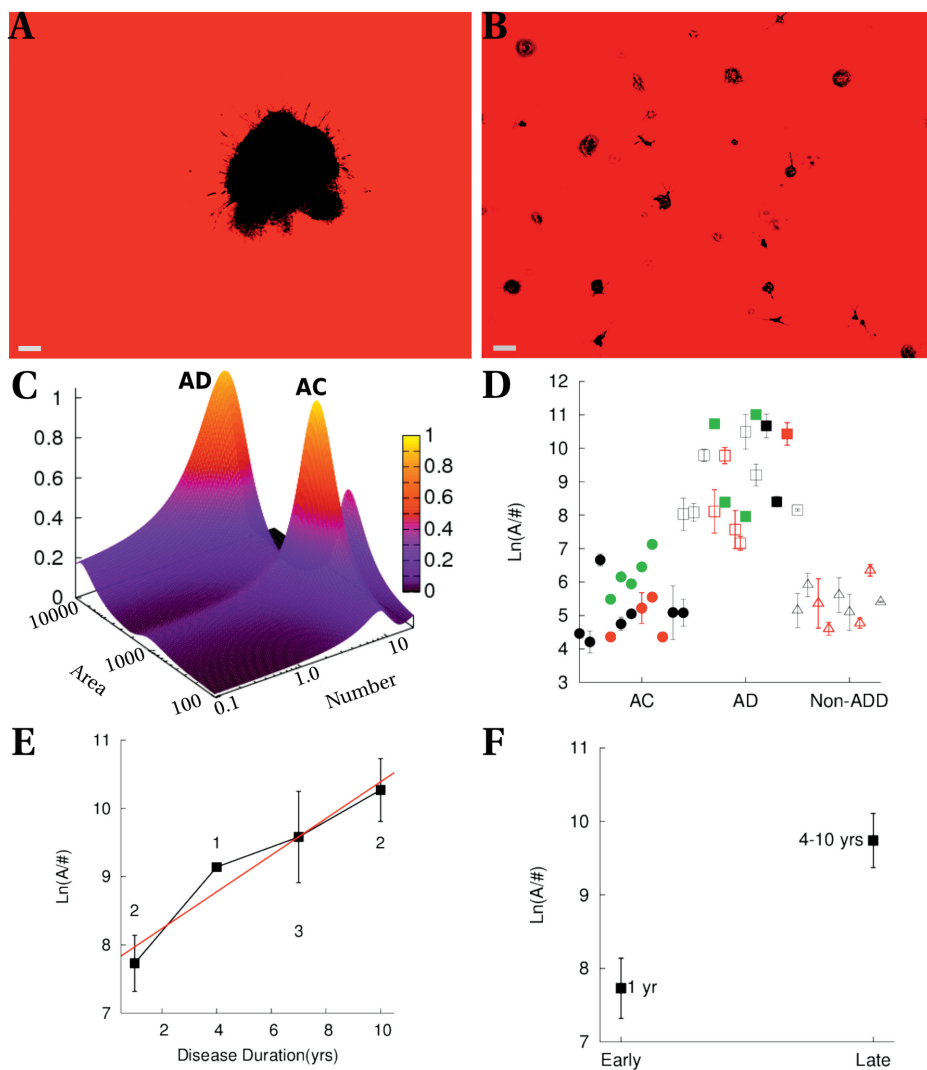 A
B
C
AD
AC
1
0.8
0.6
0.4
0.2
0
1
0.8
0.6
0.4
0.2
0
10000
1000
100
Area
0.1
1.0
10
Number
D
12
11
10
9
8
7
6
5
4
3
Ln(A/#)
AC
AD
Non-ADD
E
11
10
9
8
7
Ln(A/#)
2
1
3
2
2
4
6
8
10
Disease Duration(yrs)
F
11
10
9
8
7
Ln(A/#)
1 yr
4-10 yrs
Early
Late